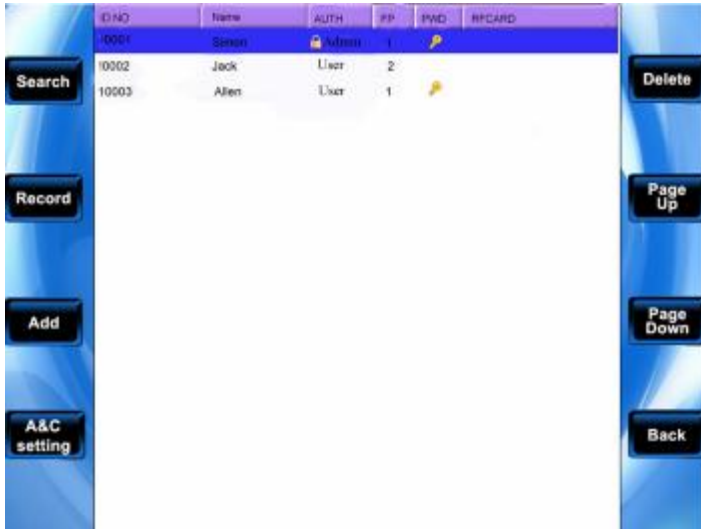 ID NO Name AUTH FP PWD RFCARD
10001 Simon Admin 1
10002 Jack User 2
10003 Allen User 1
Search
Record
Add
A&C
setting
Delete
Page
Up
Page
Down
Back